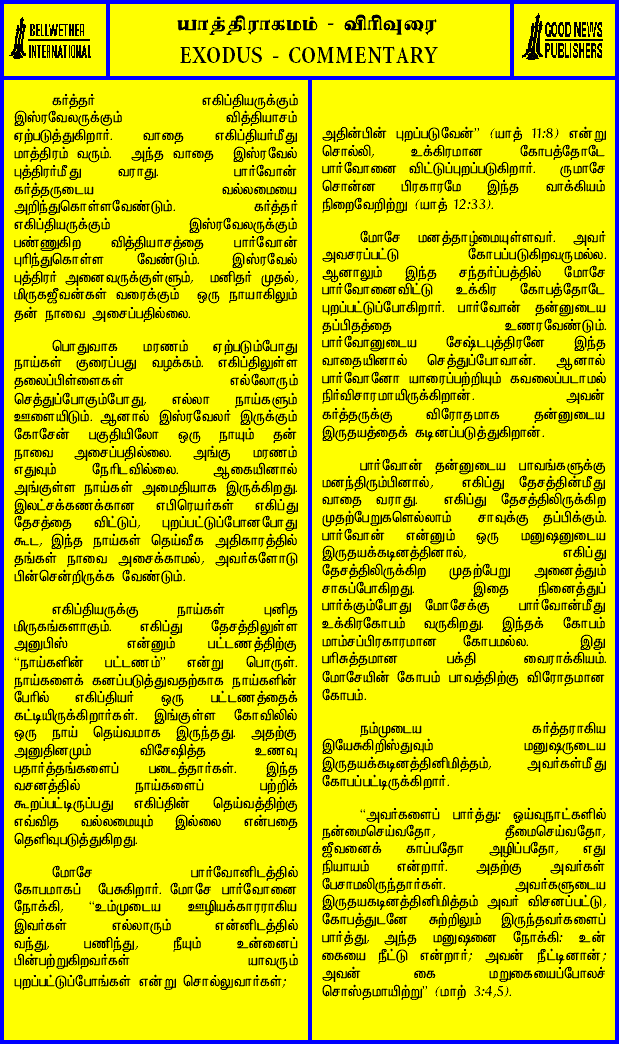 BELLWETHER
INTERNATIONAL
யாத்திராகமம் - விரிவுரை
EXODUS - COMMENTARY
GOOD NEWS
PUBLISHERS
கர்த்தர் எகிப்தியருக்கும்
இஸ்ரவேலருக்கும் வித்தியாசம்
ஏற்படுத்துகிறார். வாதை எகிப்தியர்மீது
மாத்திரம் வரும். அந்த வாதை இஸ்ரவேல்
புத்திரர்மீது வராது. பார்வோன்
கர்த்தருடைய வல்லமையை
அறிந்துகொள்ளவேண்டும். கர்த்தர்
எகிப்தியருக்கும் இஸ்ரவேலருக்கும்
பண்ணுகிற வித்தியாசத்தை பார்வோன்
புரிந்துகொள்ள வேண்டும். இஸ்ரவேல்
புத்திரர் அனைவருக்குள்ளும், மனிதர் முதல்,
மிருகஜீவன்கள் வரைக்கும் ஒரு நாயாகிலும்
தன் நாவை அசைப்பதில்லை.
பொதுவாக மரணம் ஏற்படும்போது
நாய்கள் குரைப்பது வழக்கம். எகிப்திலுள்ள
தலைப்பிள்ளைகள் எல்லோரும்
செத்துப்போகும்போது, எல்லா நாய்களும்
ஊளையிடும். ஆனால் இஸ்ரவேலர் இருக்கும்
கோசேன் பகுதியிலோ ஒரு நாயும் தன்
நாவை அசைப்பதில்லை. அங்கு மரணம்
எதுவும் நேரிடவில்லை. ஆகையினால்
அங்குள்ள நாய்கள் அமைதியாக இருக்கிறது.
இலட்சக்கணக்கான எபிரெயர்கள் எகிப்து
தேசத்தை விட்டுப், புறப்பட்டுப்போனபோது
கூட, இந்த நாய்கள் தெய்வீக அதிகாரத்தில்
தங்கள் நாவை அசைக்காமல், அவர்களோடு
பின்சென்றிருக்க வேண்டும்.
எகிப்தியருக்கு நாய்கள் புனித
மிருகங்களாகும். எகிப்து தேசத்திலுள்ள
அனுபிஸ் என்னும் பட்டணத்திற்கு
“நாய்களின் பட்டணம்” என்று பொருள்.
நாய்களைக் கனப்படுத்துவதற்காக நாய்களின்
பேரில் எகிப்தியர் ஒரு பட்டணத்தைக்
கட்டியிருக்கிறார்கள். இங்குள்ள கோவிலில்
ஒரு நாய் தெய்வமாக இருந்தது. அதற்கு
அனுதினமும் விசேஷித்த உணவு
பதார்த்தங்களைப் படைத்தார்கள். இந்த
வசனத்தில் நாய்களைப் பற்றிக்
கூறப்பட்டிருப்பது எகிப்தின் தெய்வத்திற்கு
எவ்வித வல்லமையும் இல்லை என்பதை
தெளிவுபடுத்துகிறது.
மோசே பார்வோனிடத்தில்
கோபமாகப் பேசுகிறார். மோசே பார்வோனை
நோக்கி, “உம்முடைய ஊழியக்காரராகிய
இவர்கள் எல்லாரும் என்னிடத்தில்
வந்து, பணிந்து, நீயும் உன்னைப்
பின்பற்றுகிறவர்கள் யாவரும்
புறப்பட்டுப்போங்கள் என்று சொல்லுவார்கள்;
அதின்பின் புறப்படுவேன்” (யாத் 11:8) என்று
சொல்லி, உக்கிரமான கோபத்தோடே
பார்வோனை விட்டுப்புறப்படுகிறார். ருமாசே
சொன்ன பிரகாரமே இந்த வாக்கியம்
நிறைவேறிற்று (யாத் 12:33).
மோசே மனத்தாழ்மையுள்ளவர். அவர்
அவசரப்பட்டு கோபப்படுகிறவருமல்ல.
ஆனாலும் இந்த சந்தர்ப்பத்தில் மோசே
பார்வோனைவிட்டு உக்கிர கோபத்தோடே
புறப்பட்டுப்போகிறார். பார்வோன் தன்னுடைய
தப்பிதத்தை உணரவேண்டும்.
பார்வோனுடைய சேஷ்டபுத்திரனே இந்த
வாதையினால் செத்துப்போவான். ஆனால்
பார்வோனோ யாரைப்பற்றியும் கவலைப்படாமல்
நிர்விசாரமாயிருக்கிறான். அவன்
கர்த்தருக்கு விரோதமாக தன்னுடைய
இருதயத்தைக் கடினப்படுத்துகிறான்.
பார்வோன் தன்னுடைய பாவங்களுக்கு
மனந்திரும்பினால், எகிப்து தேசத்தின்மீது
வாதை வராது. எகிப்து தேசத்திலிருக்கிற
முதற்பேறுகளெல்லாம் சாவுக்கு தப்பிக்கும்.
பார்வோன் என்னும் ஒரு மனுஷனுடைய
இருதயக்கடினத்தினால், எகிப்து
தேசத்திலிருக்கிற முதற்பேறு அனைத்தும்
சாகப்போகிறது. இதை நினைத்துப்
பார்க்கும்போது மோசேக்கு பார்வோன்மீது
உக்கிரகோபம் வருகிறது. இந்தக் கோபம்
மாம்சப்பிரகாரமான கோபமல்ல. இது
பரிசுத்தமான பக்தி வைராக்கியம்.
மோசேயின் கோபம் பாவத்திற்கு விரோதமான
கோபம்.
நம்முடைய கர்த்தராகிய
இயேசுகிறிஸ்துவும் மனுஷருடைய
இருதயக்கடினத்தினிமித்தம், அவர்கள்மீது
கோபப்பட்டிருக்கிறார்.
“அவர்களைப் பார்த்து: ஓய்வுநாட்களில்
நன்மைசெய்வதோ, தீமைசெய்வதோ,
ஜீவனைக் காப்பதோ அழிப்பதோ, எது
நியாயம் என்றார். அதற்கு அவர்கள்
பேசாமலிருந்தார்கள். அவர்களுடைய
இருதயகடினத்தினிமித்தம் அவர் விசனப்பட்டு,
கோபத்துடனே சுற்றிலும் இருந்தவர்களைப்
பார்த்து, அந்த மனுஷனை நோக்கி: உன்
கையை நீட்டு என்றார்; அவன் நீட்டினான்;
அவன் கை மறுகையைப்போலச்
சொஸ்தமாயிற்று” (மாற் 3:4,5).